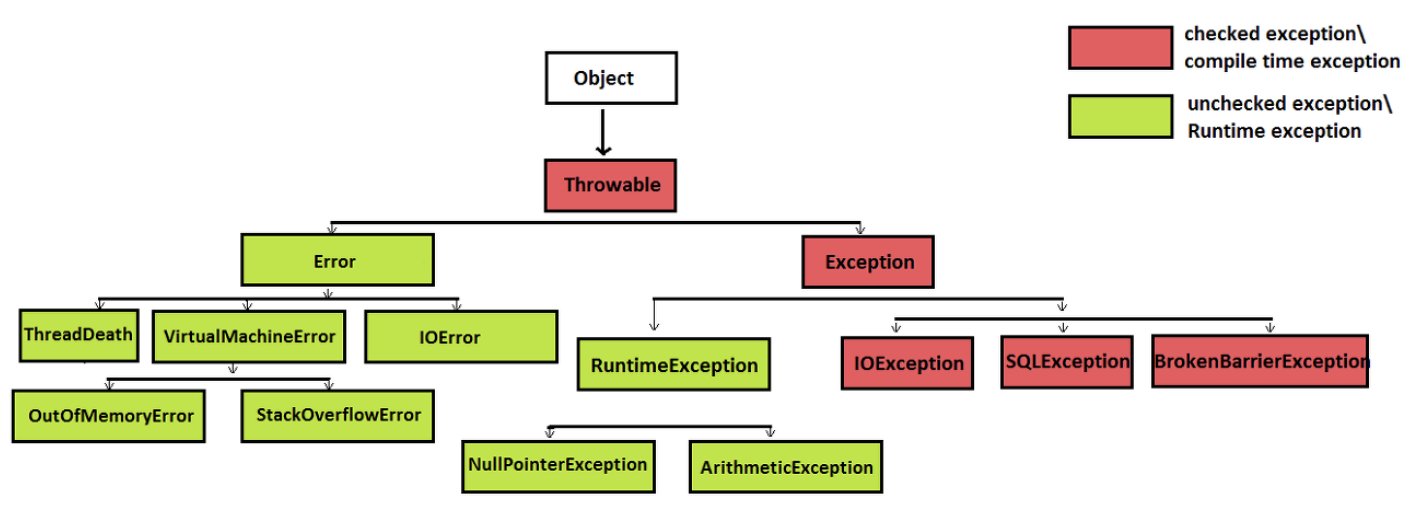 checked exception\
compile time exception
Object
unchecked exception\
Runtime exception
Throwable
Error
Exception
ThreadDeath
VirtualMachineError
IOError
RuntimeException
IOException
SQLException
BrokenBarrierException
OutOfMemoryError
StackOverflowError
NullPointerException
ArithmeticException